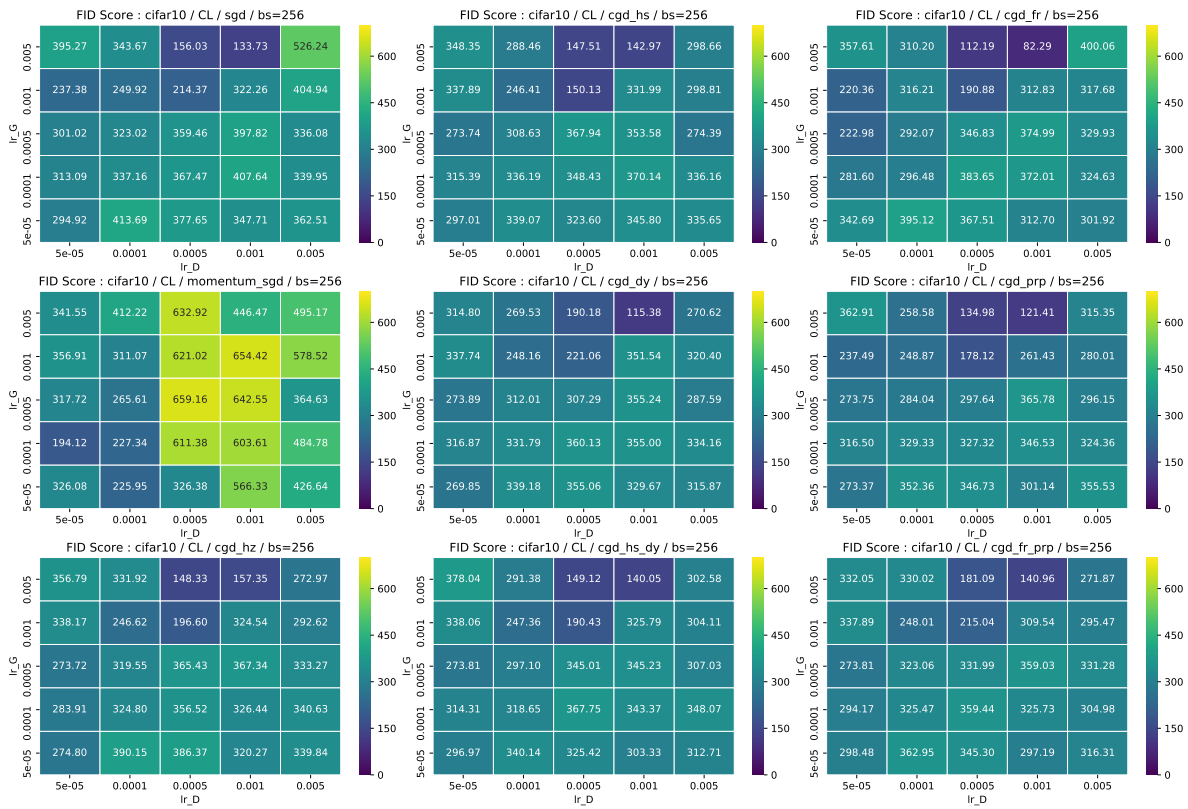 FID Score : cifar10 / CL / sgd / bs=256
lr_G
0.005 395.27 343.67 156.03 133.73 526.24
0.001 237.38 249.92 214.37 322.26 404.94
0.0005 301.02 323.02 359.46 397.82 336.08
0.0001 313.09 337.16 367.47 407.64 339.95
5e-05 294.92 413.69 377.65 347.71 362.51
5e-05 0.0001 0.0005 0.001 0.005
lr_D
600
450
300
150
0
FID Score : cifar10 / CL / cgd_hs / bs=256
lr_G
0.005 348.35 288.46 147.51 142.97 298.66
0.001 337.89 246.41 150.13 331.99 298.81
0.0005 273.74 308.63 367.94 353.58 274.39
0.0001 315.39 336.19 348.43 370.14 336.16
5e-05 297.01 339.07 323.60 345.80 335.65
5e-05 0.0001 0.0005 0.001 0.005
lr_D
600
450
300
150
0
FID Score : cifar10 / CL / cgd_fr / bs=256
lr_G
0.005 357.61 310.20 112.19 82.29 400.06
0.001 220.36 316.21 190.88 312.83 317.68
0.0005 222.98 292.07 346.83 374.99 329.93
0.0001 281.60 296.48 383.65 372.01 324.63
5e-05 342.69 395.12 367.51 312.70 301.92
5e-05 0.0001 0.0005 0.001 0.005
lr_D
600
450
300
150
0
FID Score : cifar10 / CL / momentum_sgd / bs=256
lr_G
0.005 341.55 412.22 632.92 446.47 495.17
0.001 356.91 311.07 621.02 654.42 578.52
0.0005 317.72 265.61 659.16 642.55 364.63
0.0001 194.12 227.34 611.38 603.61 484.78
5e-05 326.08 225.95 326.38 566.33 426.64
5e-05 0.0001 0.0005 0.001 0.005
lr_D
600
450
300
150
0
FID Score : cifar10 / CL / cgd_dy / bs=256
lr_G
0.005 314.80 269.53 190.18 115.38 270.62
0.001 337.74 248.16 221.06 351.54 320.40
0.0005 273.89 312.01 307.29 355.24 287.59
0.0001 316.87 331.79 360.13 355.00 334.16
5e-05 269.85 339.18 355.06 329.67 315.87
5e-05 0.0001 0.0005 0.001 0.005
lr_D
600
450
300
150
0
FID Score : cifar10 / CL / cgd_prp / bs=256
lr_G
0.005 362.91 258.58 134.98 121.41 315.35
0.001 237.49 248.87 178.12 261.43 280.01
0.0005 273.75 284.04 297.64 365.78 296.15
0.0001 316.50 329.33 327.32 346.53 324.36
5e-05 273.37 352.36 346.73 301.14 355.53
5e-05 0.0001 0.0005 0.001 0.005
lr_D
600
450
300
150
0
FID Score : cifar10 / CL / cgd_hz / bs=256
lr_G
0.005 356.79 331.92 148.33 157.35 272.97
0.001 338.17 246.62 196.60 324.54 292.62
0.0005 273.72 319.55 365.43 367.34 333.27
0.0001 283.91 324.80 356.52 326.44 340.63
5e-05 274.80 390.15 386.37 320.27 339.84
5e-05 0.0001 0.0005 0.001 0.005
lr_D
600
450
300
150
0
FID Score : cifar10 / CL / cgd_hs_dy / bs=256
lr_G
0.005 378.04 291.38 149.12 140.05 302.58
0.001 338.06 247.36 190.43 325.79 304.11
0.0005 273.81 297.10 345.01 345.23 307.03
0.0001 314.31 318.65 367.75 343.37 348.07
5e-05 296.97 340.14 325.42 303.33 312.71
5e-05 0.0001 0.0005 0.001 0.005
lr_D
600
450
300
150
0
FID Score : cifar10 / CL / cgd_fr_prp / bs=256
lr_G
0.005 332.05 330.02 181.09 140.96 271.87
0.001 337.89 248.01 215.04 309.54 295.47
0.0005 273.81 323.06 331.99 359.03 331.28
0.0001 294.17 325.47 359.44 325.73 304.98
5e-05 298.48 362.95 345.30 297.19 316.31
5e-05 0.0001 0.0005 0.001 0.005
lr_D
600
450
300
150
0